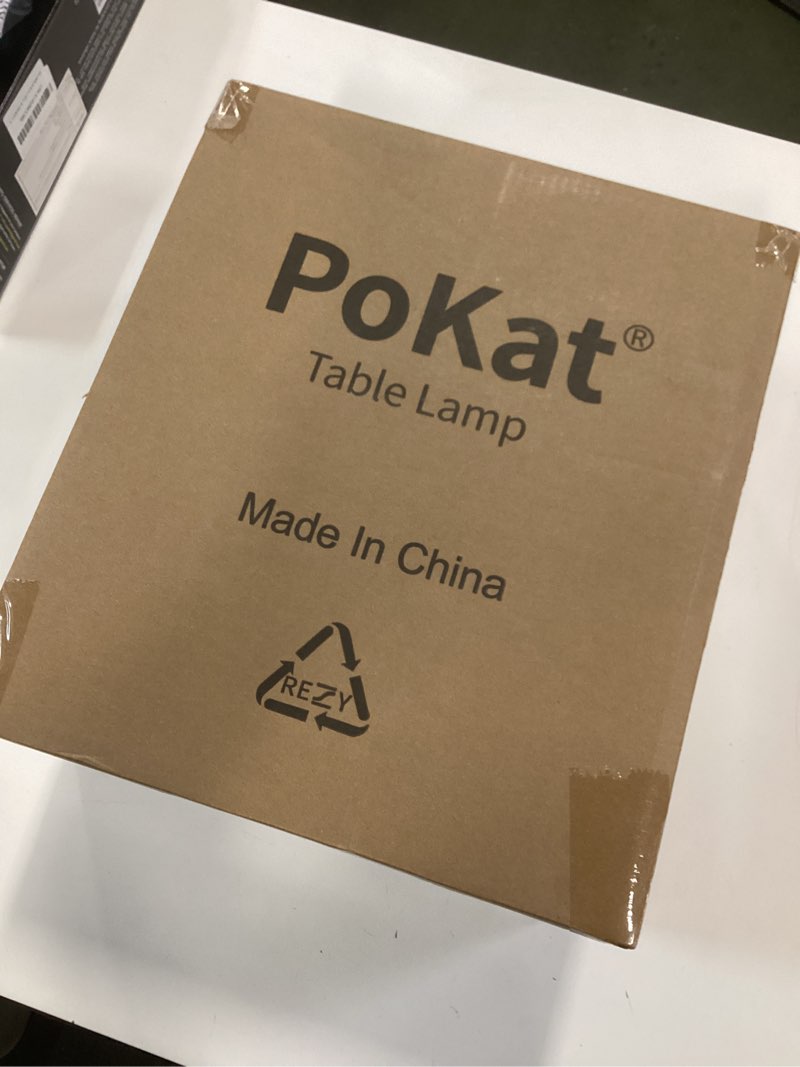 PoKat®
Table Lamp
Made In China
REZY